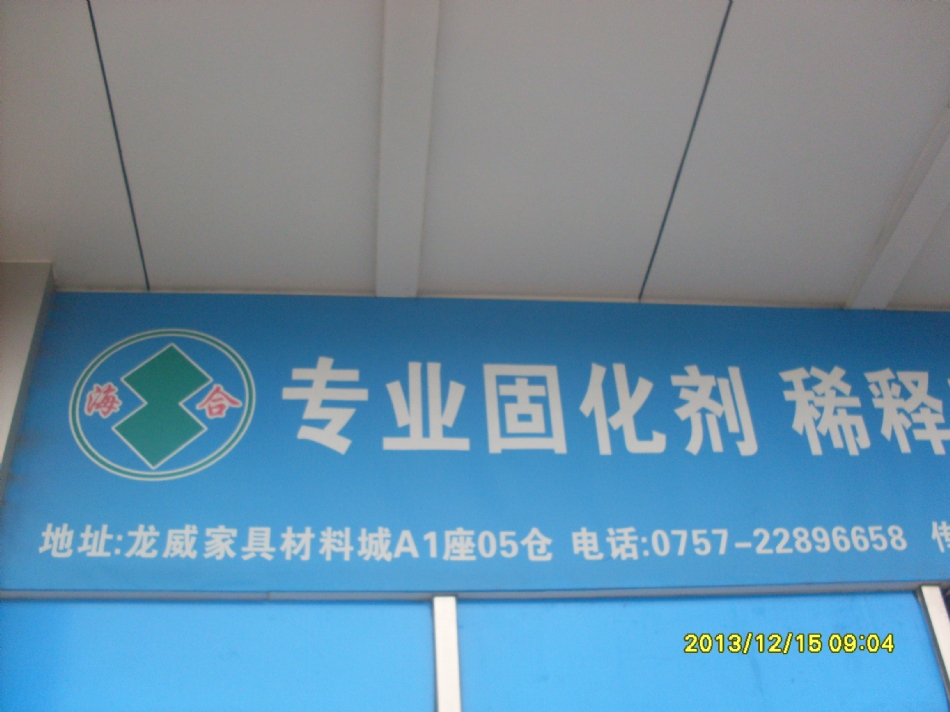 海 合
专业固化剂 稀释
地址:龙威家具材料城A1座05仓 电话:0757-22896658
2013/12/15 09:04